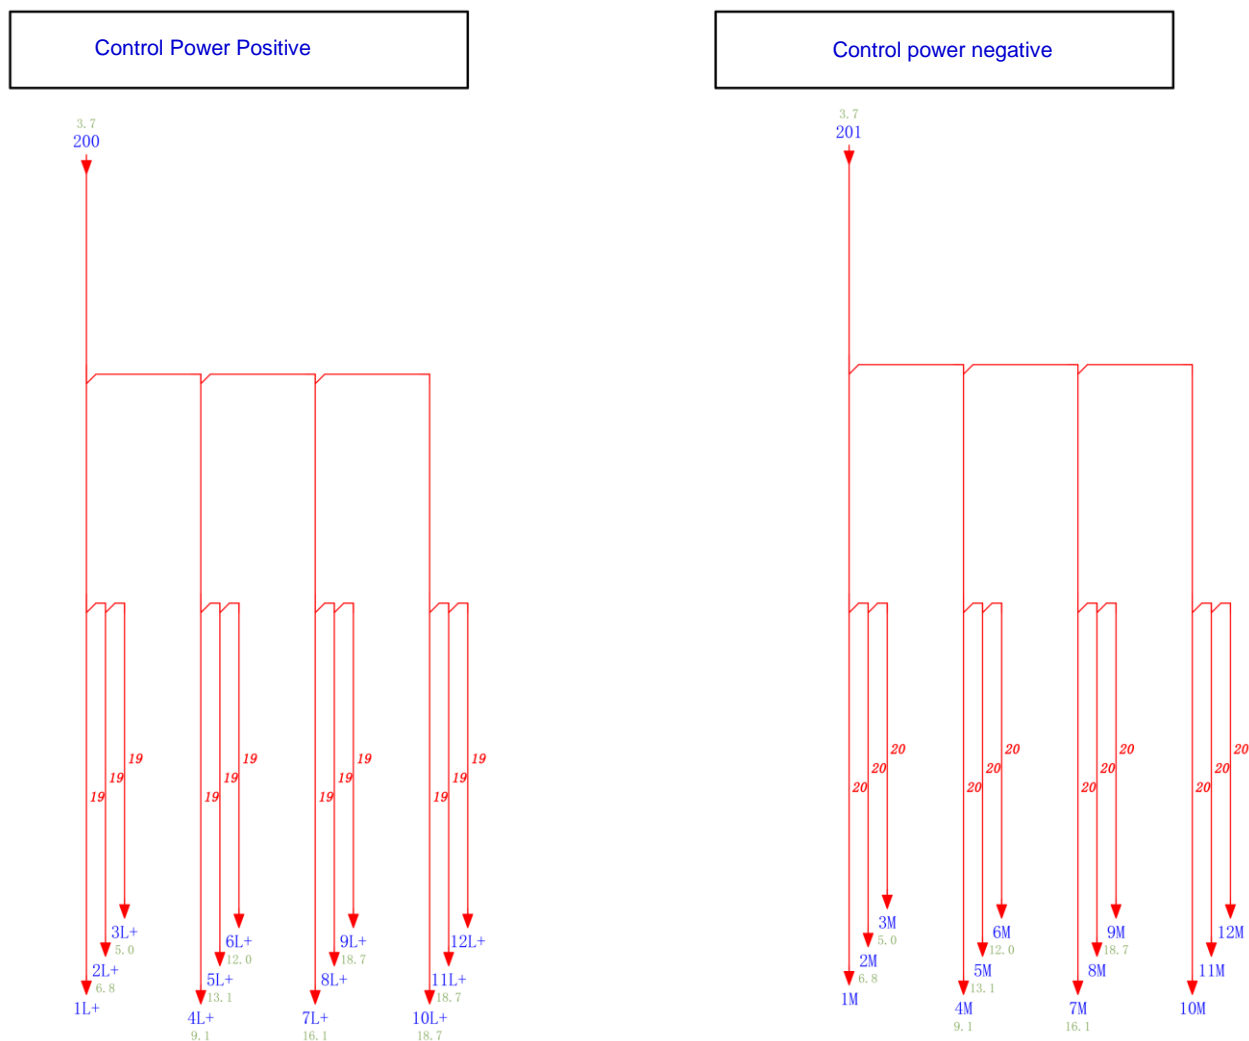 Control Power Positive
Control power negative
3.7
200
3.7
201
19
19
19
19
19
19
19
19
19
19
19
19
20
20
20
20
20
20
20
20
20
20
20
20
3L+
5.0
2L+
6.8
1L+
6L+
12.0
5L+
13.1
4L+
9.1
9L+
18.7
8L+
7L+
16.1
12L+
11L+
18.7
10L+
18.7
3M
5.0
2M
6.8
1M
6M
12.0
5M
13.1
4M
9.1
9M
18.7
8M
7M
16.1
12M
11M
10M